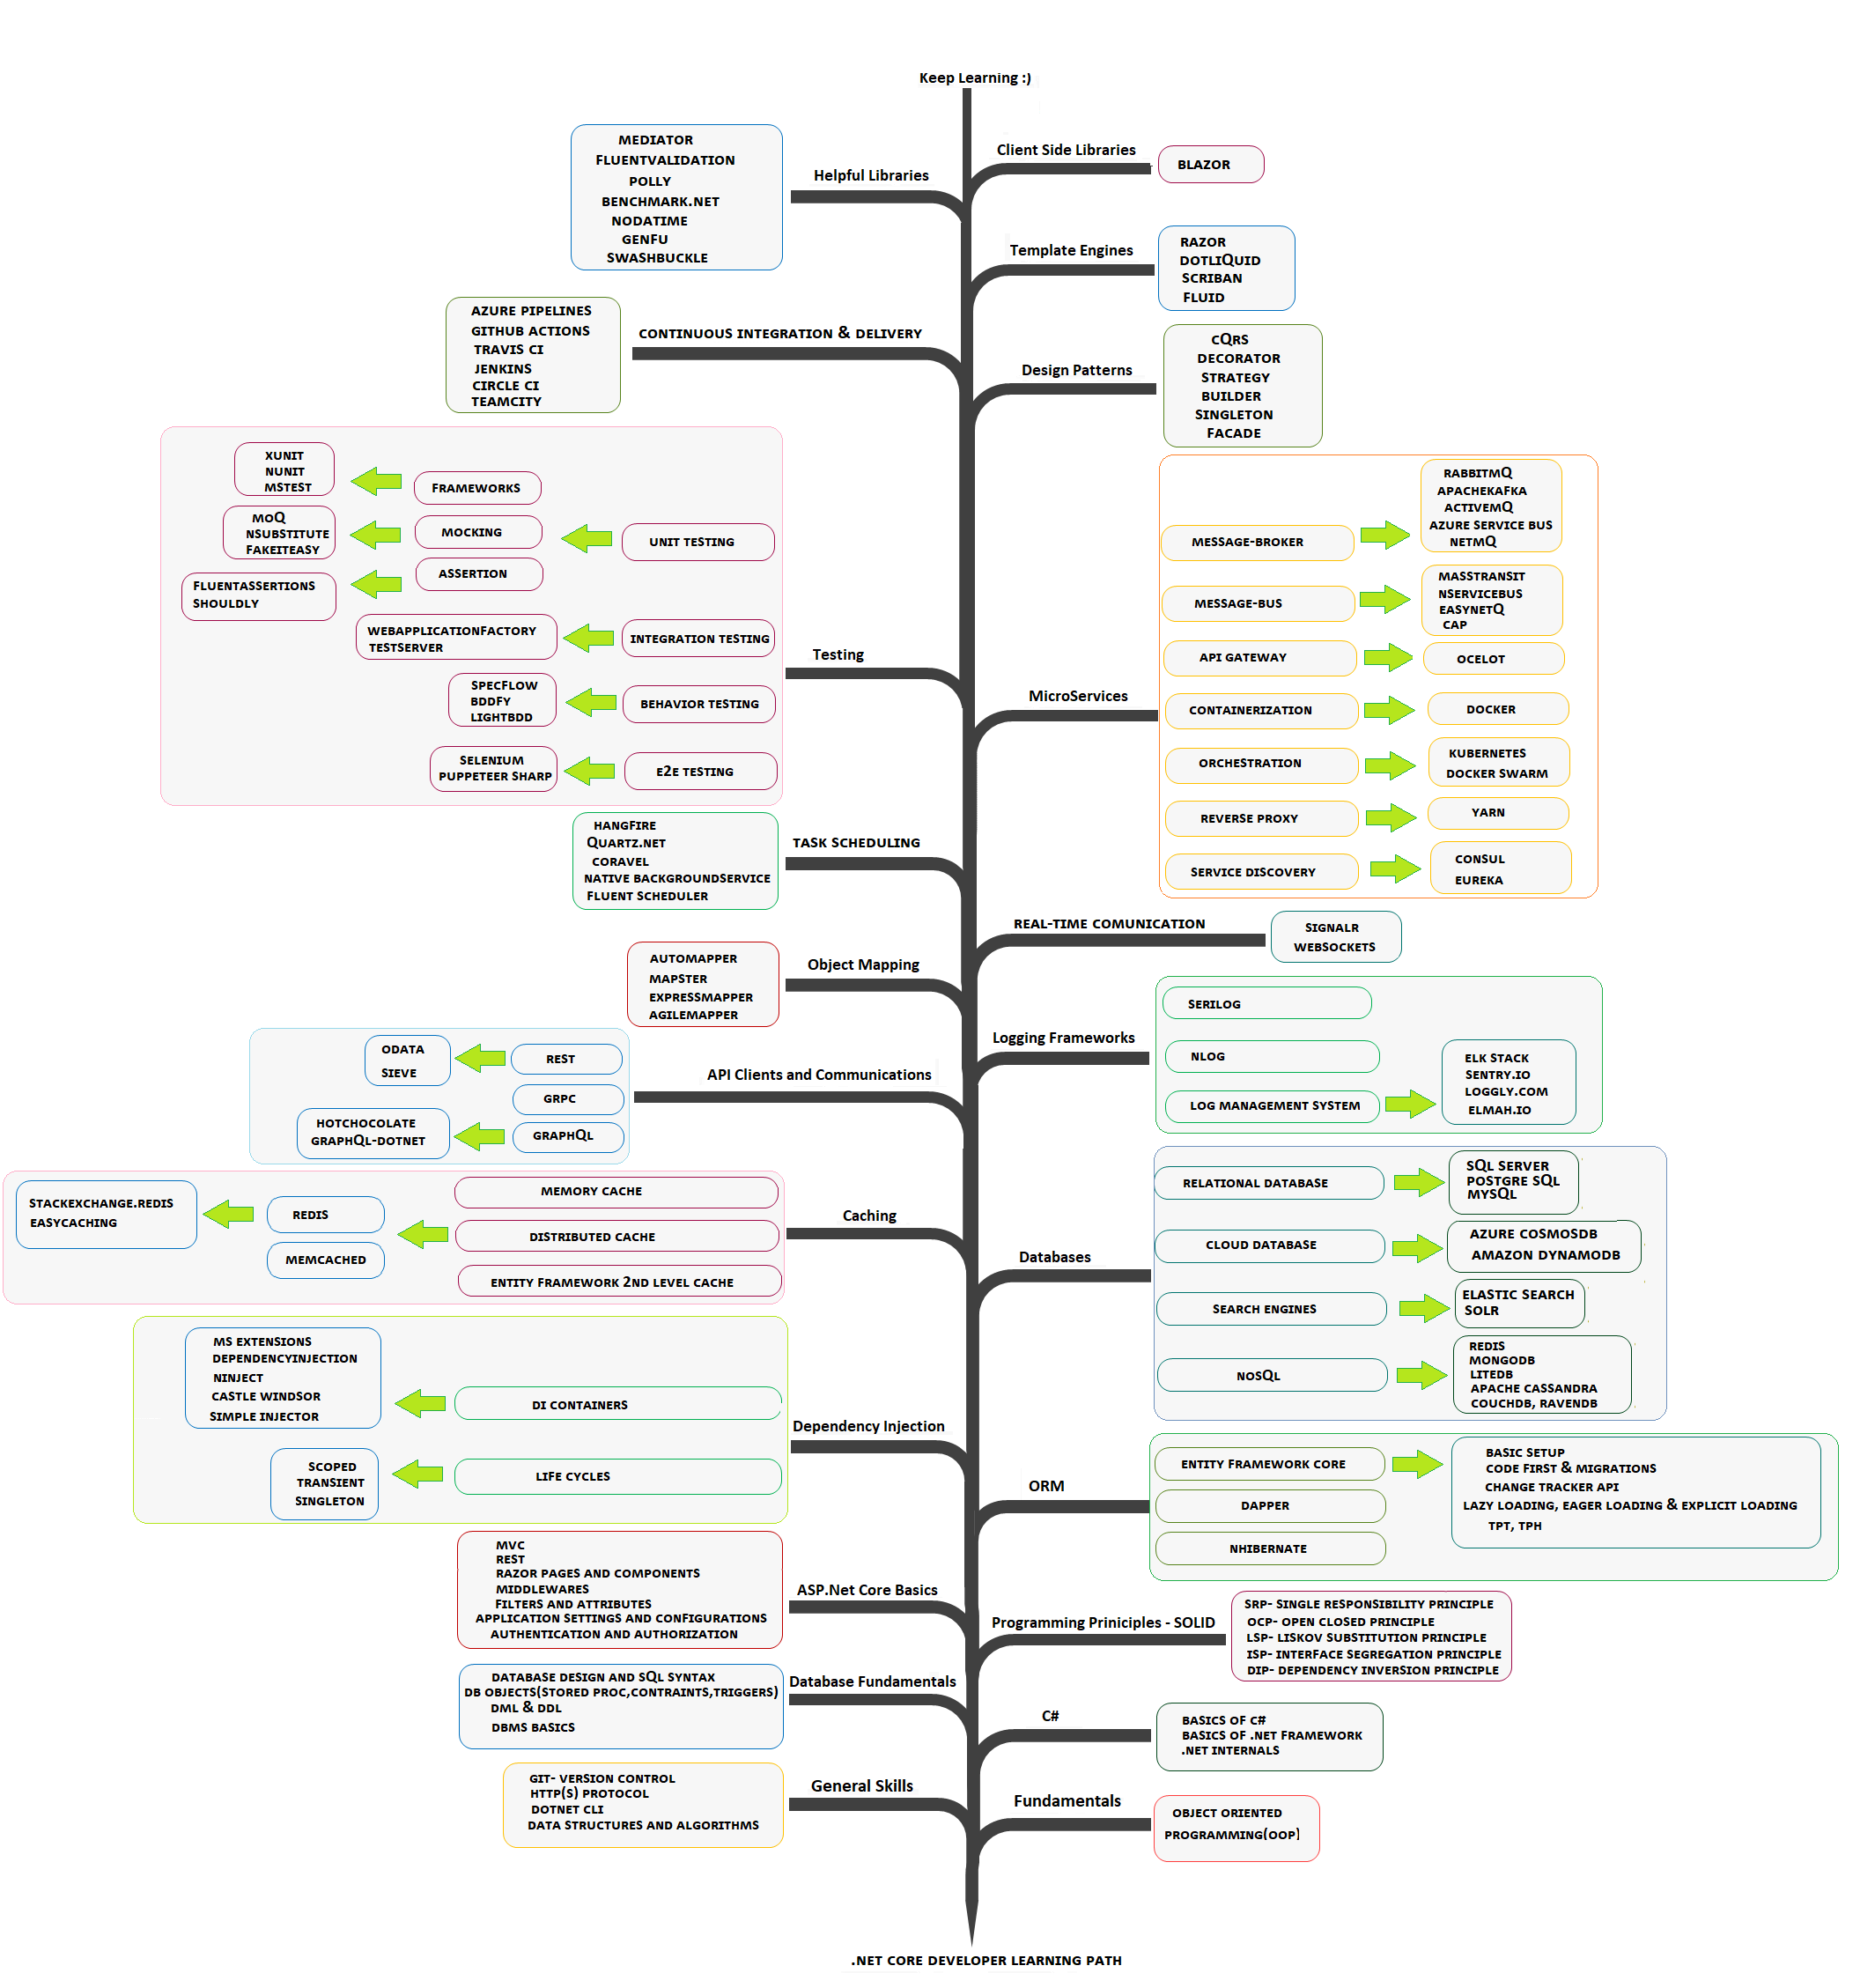 Keep Learning :)
Client Side Libraries
BLAZOR
Helpful Libraries
MEDIATOR
FLUENTVALIDATION
POLLY
BENCHMARK.NET
NODATIME
GENFU
SWASHBUCKLE
Template Engines
RAZOR
DOTLIQUID
SCRIBAN
FLUID
CONTINUOUS INTEGRATION & DELIVERY
AZURE PIPELINES
GITHUB ACTIONS
TRAVIS CI
JENKINS
CIRCLE CI
TEAMCITY
Design Patterns
CQRS
DECORATOR
STRATEGY
BUILDER
SINGLETON
FACADE
Testing
UNIT TESTING
FRAMEWORKS
XUNIT
NUNIT
MSTEST
MOCKING
MOQ
NSUBSTITUTE
FAKEITEASY
ASSERTION
FLUENTASSERTIONS
SHOULDLY
INTEGRATION TESTING
WEBAPPLICATIONFACTORY
TESTSERVER
BEHAVIOR TESTING
SPECFLOW
BDDFY
LIGHTBDD
E2E TESTING
SELENIUM
PUPPETEER SHARP
MicroServices
MESSAGE-BROKER
RABBITMQ
APACHEKAFKA
ACTIVEMQ
AZURE SERVICE BUS
NETMQ
MESSAGE-BUS
MASSTRANSIT
NSERVICEBUS
EASYNETQ
CAP
API GATEWAY
OCELOT
CONTAINERIZATION
DOCKER
ORCHESTRATION
KUBERNETES
DOCKER SWARM
REVERSE PROXY
YARN
SERVICE DISCOVERY
CONSUL
EUREKA
TASK SCHEDULING
HANGFIRE
QUARTZ.NET
CORAVEL
NATIVE BACKGROUNDSERVICE
FLUENT SCHEDULER
REAL-TIME COMUNICATION
SIGNALR
WEBSOCKETS
Object Mapping
AUTOMAPPER
MAPSTER
EXPRESSMAPPER
AGILEMAPPER
Logging Frameworks
SERILOG
NLOG
LOG MANAGEMENT SYSTEM
ELK STACK
SENTRY.IO
LOGGLY.COM
ELMAH.IO
API Clients and Communications
REST
ODATA
SIEVE
GRPC
GRAPHQL
HOTCHOCOLATE
GRAPHQL-DOTNET
Caching
MEMORY CACHE
DISTRIBUTED CACHE
REDIS
STACKEXCHANGE.REDIS
EASYCACHING
MEMCACHED
ENTITY FRAMEWORK 2ND LEVEL CACHE
Databases
RELATIONAL DATABASE
SQL SERVER
POSTGRE SQL
MYSQL
CLOUD DATABASE
AZURE COSMOSDB
AMAZON DYNAMODB
SEARCH ENGINES
ELASTIC SEARCH
SOLR
NOSQL
REDIS
MONGODB
LITEDB
APACHE CASSANDRA
COUCHDB, RAVENDB
Dependency Injection
DI CONTAINERS
MS EXTENSIONS
DEPENDENCYINJECTION
NINJECT
CASTLE WINDSOR
SIMPLE INJECTOR
LIFE CYCLES
SCOPED
TRANSIENT
SINGLETON
ORM
ENTITY FRAMEWORK CORE
BASIC SETUP
CODE FIRST & MIGRATIONS
CHANGE TRACKER API
LAZY LOADING, EAGER LOADING & EXPLICIT LOADING
TPT, TPH
DAPPER
NHIBERNATE
ASP.Net Core Basics
MVC
REST
RAZOR PAGES AND COMPONENTS
MIDDLEWARES
FILTERS AND ATTRIBUTES
APPLICATION SETTINGS AND CONFIGURATIONS
AUTHENTICATION AND AUTHORIZATION
Programming Priniciples - SOLID
SRP- SINGLE RESPONSIBILITY PRINCIPLE
OCP- OPEN CLOSED PRINCIPLE
LSP- LISKOV SUBSTITUTION PRINCIPLE
ISP- INTERFACE SEGREGATION PRINCIPLE
DIP- DEPENDENCY INVERSION PRINCIPLE
Database Fundamentals
DATABASE DESIGN AND SQL SYNTAX
DB OBJECTS(STORED PROC,CONTRAINTS,TRIGGERS)
DML & DDL
DBMS BASICS
C#
BASICS OF C#
BASICS OF .NET FRAMEWORK
.NET INTERNALS
General Skills
GIT- VERSION CONTROL
HTTP(S) PROTOCOL
DOTNET CLI
DATA STRUCTURES AND ALGORITHMS
Fundamentals
OBJECT ORIENTED
PROGRAMMING(OOP)
.NET CORE DEVELOPER LEARNING PATH